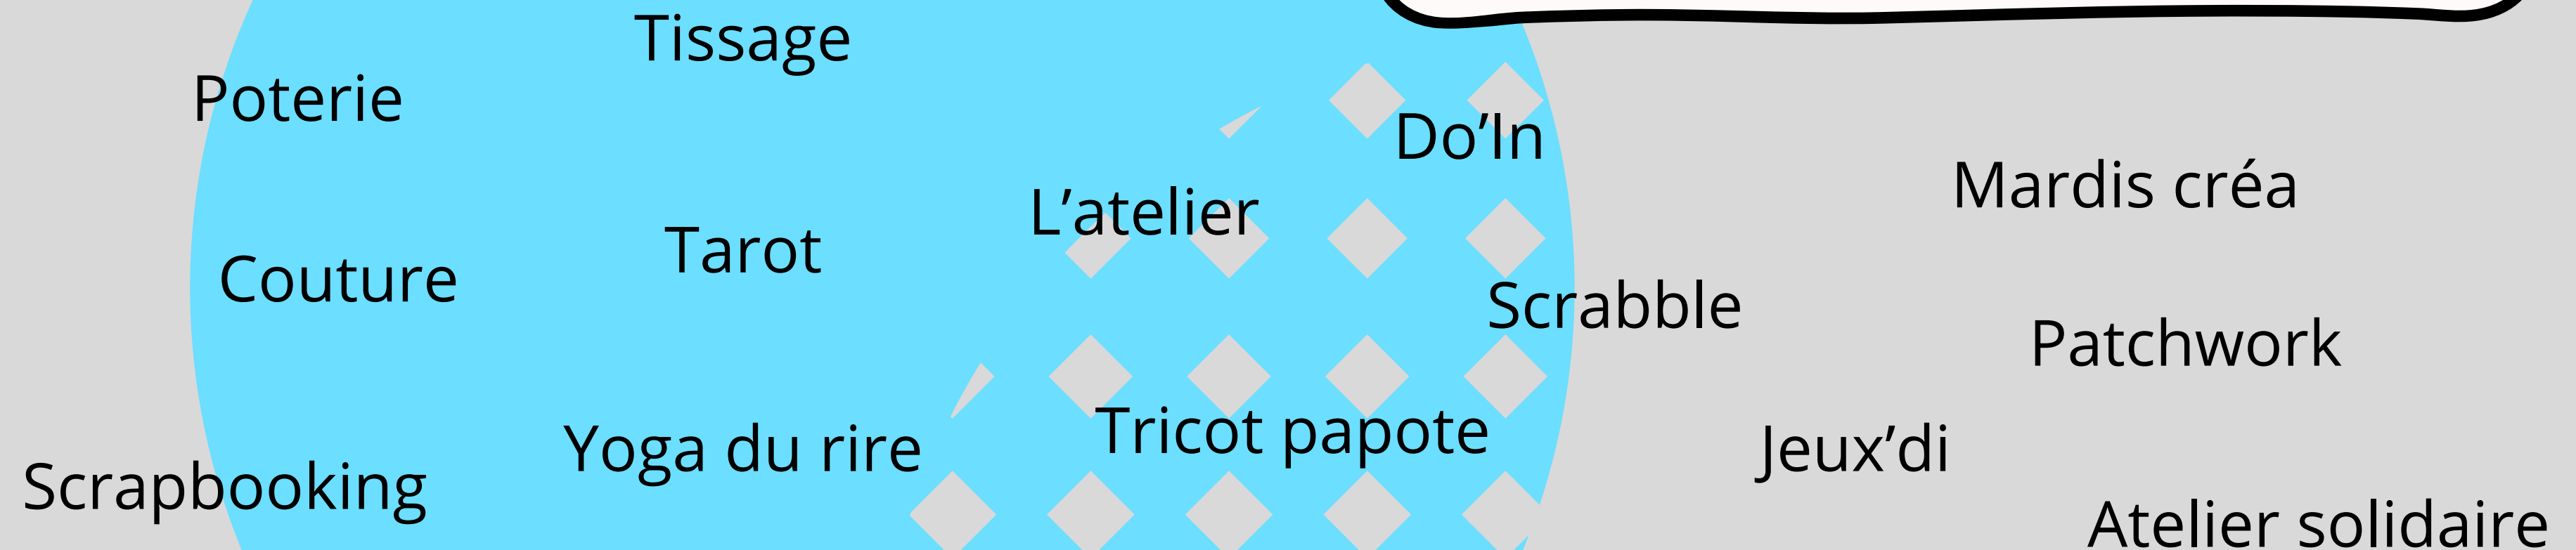 Tissage
Poterie
Do’In
Mardis créa
L’atelier
Tarot
Couture
Scrabble
Patchwork
Tricot papote
Yoga du rire
Jeux’di
Scrapbooking
Atelier solidaire